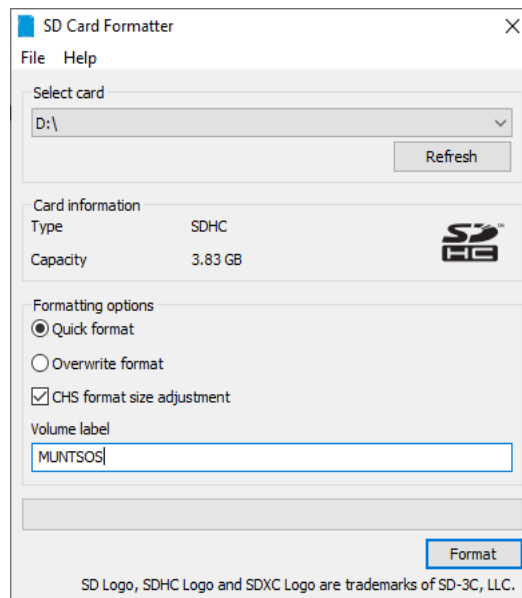 SD Card Formatter
File Help
Select card
D:\
Refresh
Card information
Type SDHC
Capacity 3.83 GB
SD™
HC
Formatting options
Quick format
Overwrite format
CHS format size adjustment
Volume label
MUNTSOS
Format
SD Logo, SDHC Logo and SDXC Logo are trademarks of SD-3C, LLC.